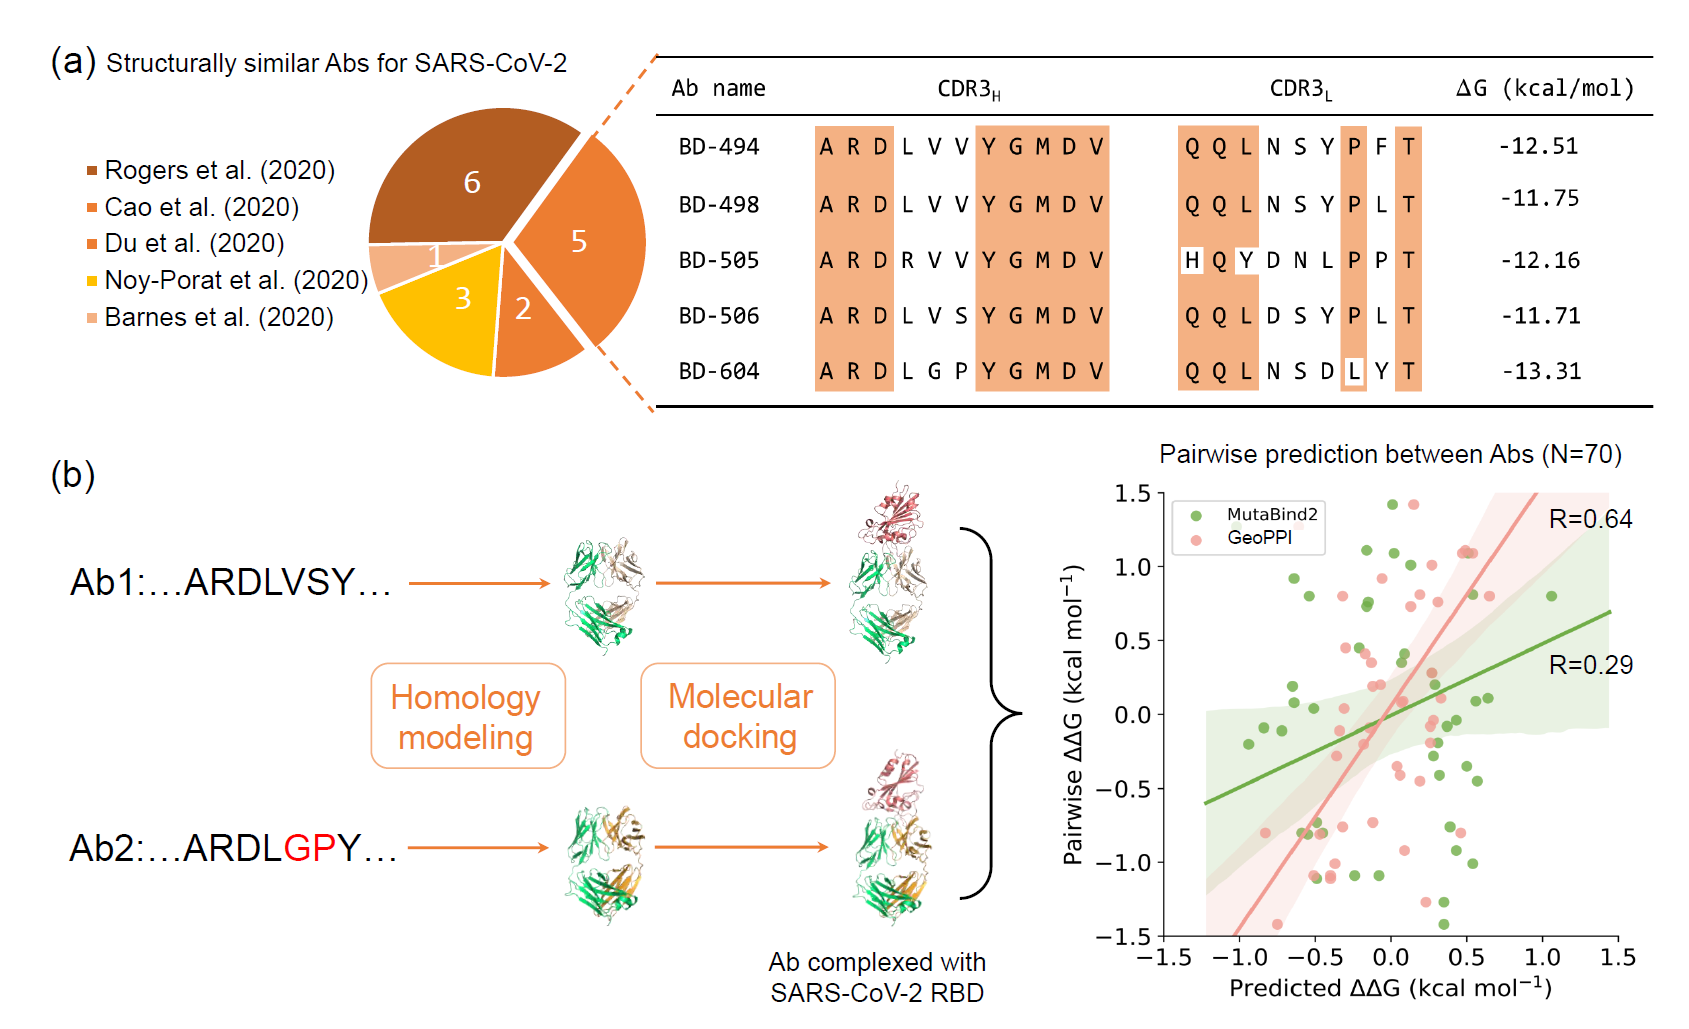 (a) Structurally similar Abs for SARS-CoV-2
Rogers et al. (2020)
Cao et al. (2020)
Du et al. (2020)
Noy-Porat et al. (2020)
Barnes et al. (2020)
6
5
2
3
1
Ab name CDR3H CDR3L ΔG (kcal/mol)
BD-494 A R D L V V Y G M D V Q Q L N S Y P F T -12.51
BD-498 A R D L V V Y G M D V Q Q L N S Y P L T -11.75
BD-505 A R D R V V Y G M D V H Q Y D N L P P T -12.16
BD-506 A R D L V S Y G M D V Q Q L D S Y P L T -11.71
BD-604 A R D L G P Y G M D V Q Q L N S D L Y T -13.31
(b)
Ab1:...ARDLVSY...
Homology
modeling
Molecular
docking
Ab2:...ARDLGPY...
Ab complexed with
SARS-CoV-2 RBD
Pairwise prediction between Abs (N=70)
MutaBind2
GeoPPI
R=0.64
R=0.29
Pairwise ΔΔG (kcal mol⁻¹)
1.5
1.0
0.5
0.0
−0.5
−1.0
−1.5
−1.5 −1.0 −0.5 0.0 0.5 1.0 1.5
Predicted ΔΔG (kcal mol⁻¹)